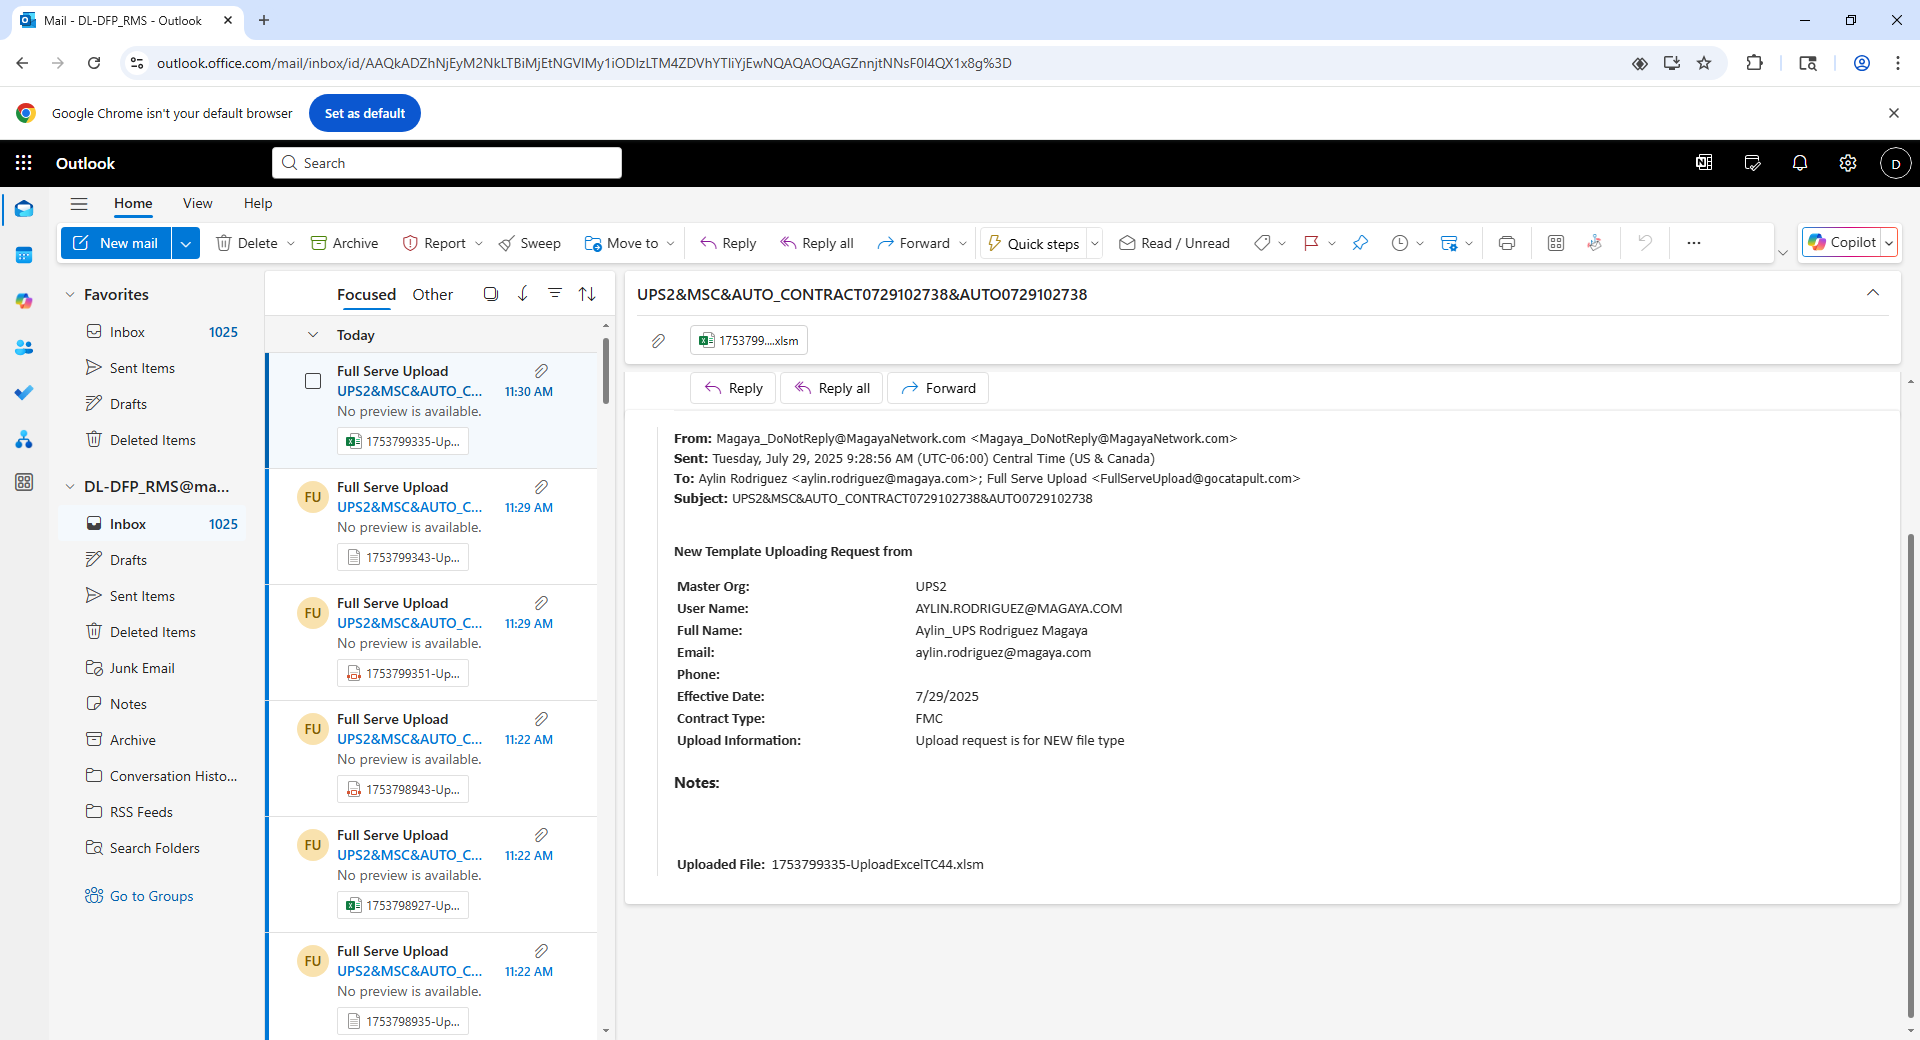 Mail - DL-DFP_RMS - Outlook
outlook.office.com/mail/inbox/id/AAQkADZhNjEyM2NkLTBiMjEtNGVlMy1iODIzLTM4ZDVhYTliYjEwNQAQAOQAGZnnjtNNsF0I4QX1x8g%3D
Google Chrome isn't your default browser
Set as default
Outlook
Search
D
Home
View
Help
New mail
Delete
Archive
Report
Sweep
Move to
Reply
Reply all
Forward
Quick steps
Read / Unread
Copilot
Favorites
Inbox 1025
Sent Items
Drafts
Deleted Items
DL-DFP_RMS@ma...
Inbox 1025
Drafts
Sent Items
Deleted Items
Junk Email
Notes
Archive
Conversation Histo...
RSS Feeds
Search Folders
Go to Groups
Focused
Other
Today
Full Serve Upload
UPS2&MSC&AUTO_C... 11:30 AM
No preview is available.
1753799335-Up...
FU
Full Serve Upload
UPS2&MSC&AUTO_C... 11:29 AM
No preview is available.
1753799343-Up...
FU
Full Serve Upload
UPS2&MSC&AUTO_C... 11:29 AM
No preview is available.
1753799351-Up...
FU
Full Serve Upload
UPS2&MSC&AUTO_C... 11:22 AM
No preview is available.
1753798943-Up...
FU
Full Serve Upload
UPS2&MSC&AUTO_C... 11:22 AM
No preview is available.
1753798927-Up...
FU
Full Serve Upload
UPS2&MSC&AUTO_C... 11:22 AM
No preview is available.
1753798935-Up...
UPS2&MSC&AUTO_CONTRACT0729102738&AUTO0729102738
1753799....xlsm
Reply
Reply all
Forward
From: Magaya_DoNotReply@MagayaNetwork.com <Magaya_DoNotReply@MagayaNetwork.com>
Sent: Tuesday, July 29, 2025 9:28:56 AM (UTC-06:00) Central Time (US & Canada)
To: Aylin Rodriguez <aylin.rodriguez@magaya.com>; Full Serve Upload <FullServeUpload@gocatapult.com>
Subject: UPS2&MSC&AUTO_CONTRACT0729102738&AUTO0729102738
New Template Uploading Request from
Master Org: UPS2
User Name: AYLIN.RODRIGUEZ@MAGAYA.COM
Full Name: Aylin_UPS Rodriguez Magaya
Email: aylin.rodriguez@magaya.com
Phone:
Effective Date: 7/29/2025
Contract Type: FMC
Upload Information: Upload request is for NEW file type
Notes:
Uploaded File: 1753799335-UploadExcelTC44.xlsm